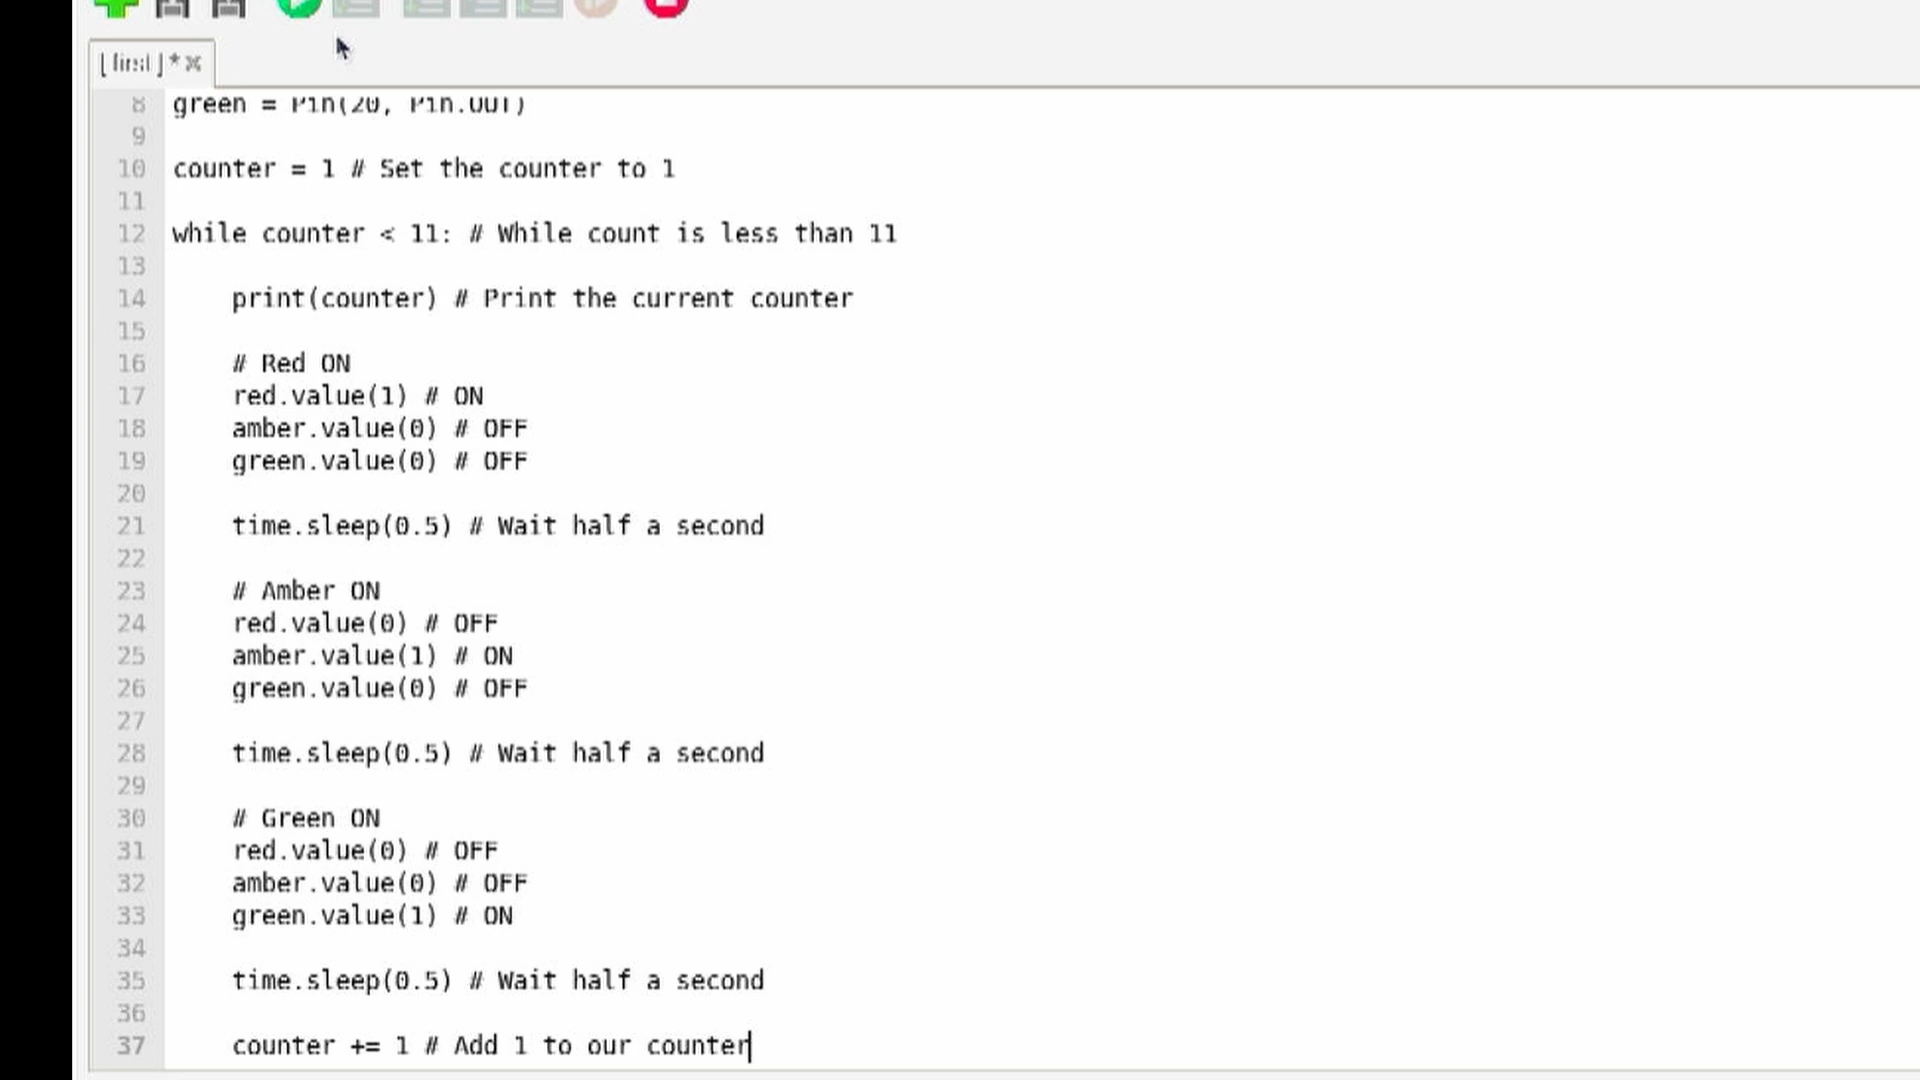 [ first ] * ✕
8 green = Pin(20, Pin.OUT)
9
10 counter = 1 # Set the counter to 1
11
12 while counter < 11: # While count is less than 11
13
14     print(counter) # Print the current counter
15
16     # Red ON
17     red.value(1) # ON
18     amber.value(0) # OFF
19     green.value(0) # OFF
20
21     time.sleep(0.5) # Wait half a second
22
23     # Amber ON
24     red.value(0) # OFF
25     amber.value(1) # ON
26     green.value(0) # OFF
27
28     time.sleep(0.5) # Wait half a second
29
30     # Green ON
31     red.value(0) # OFF
32     amber.value(0) # OFF
33     green.value(1) # ON
34
35     time.sleep(0.5) # Wait half a second
36
37     counter += 1 # Add 1 to our counter